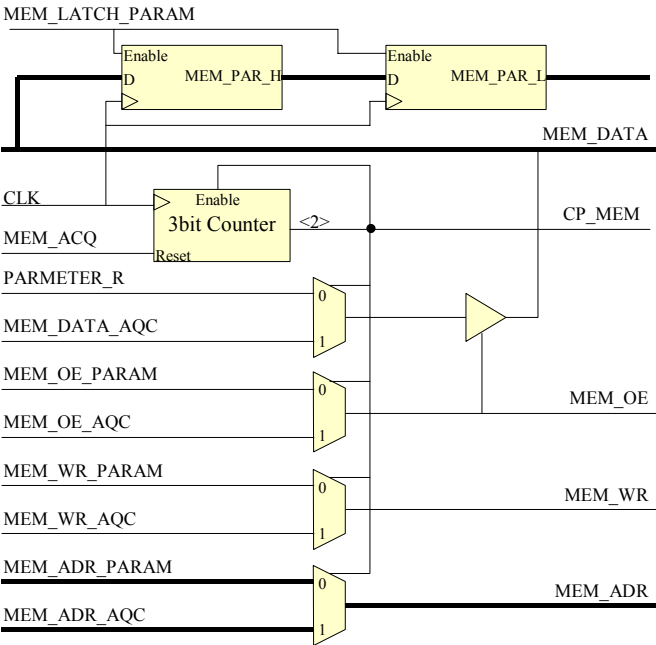 MEM_LATCH_PARAM
Enable
D MEM_PAR_H
Enable
D MEM_PAR_L
MEM_DATA
CLK
Enable
3bit Counter
<2>
CP_MEM
MEM_ACQ
Reset
PARMETER_R
0
MEM_DATA_AQC
1
MEM_OE_PARAM
0
MEM_OE
MEM_OE_AQC
1
MEM_WR_PARAM
0
MEM_WR
MEM_WR_AQC
1
MEM_ADR_PARAM
0
MEM_ADR
MEM_ADR_AQC
1